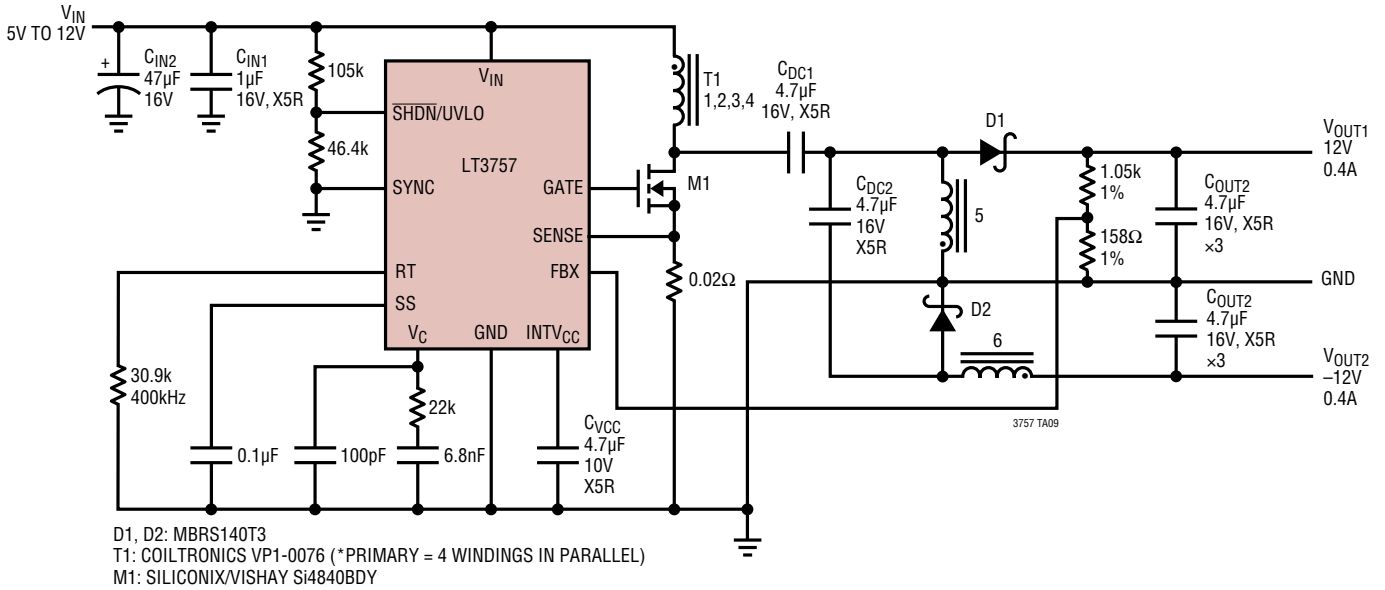 VIN
5V TO 12V
+
CIN2
47µF
16V
CIN1
1µF
16V, X5R
105k
46.4k
VIN
SHDN/UVLO
LT3757
SYNC
GATE
SENSE
RT
FBX
SS
VC
GND
INTVCC
T1
1,2,3,4
M1
0.02Ω
CDC1
4.7µF
16V, X5R
CDC2
4.7µF
16V
X5R
D1
5
D2
6
1.05k
1%
158Ω
1%
COUT2
4.7µF
16V, X5R
×3
COUT2
4.7µF
16V, X5R
×3
VOUT1
12V
0.4A
GND
VOUT2
–12V
0.4A
30.9k
400kHz
0.1µF
100pF
22k
6.8nF
CVCC
4.7µF
10V
X5R
3757 TA09
D1, D2: MBRS140T3
T1: COILTRONICS VP1-0076 (*PRIMARY = 4 WINDINGS IN PARALLEL)
M1: SILICONIX/VISHAY Si4840BDY